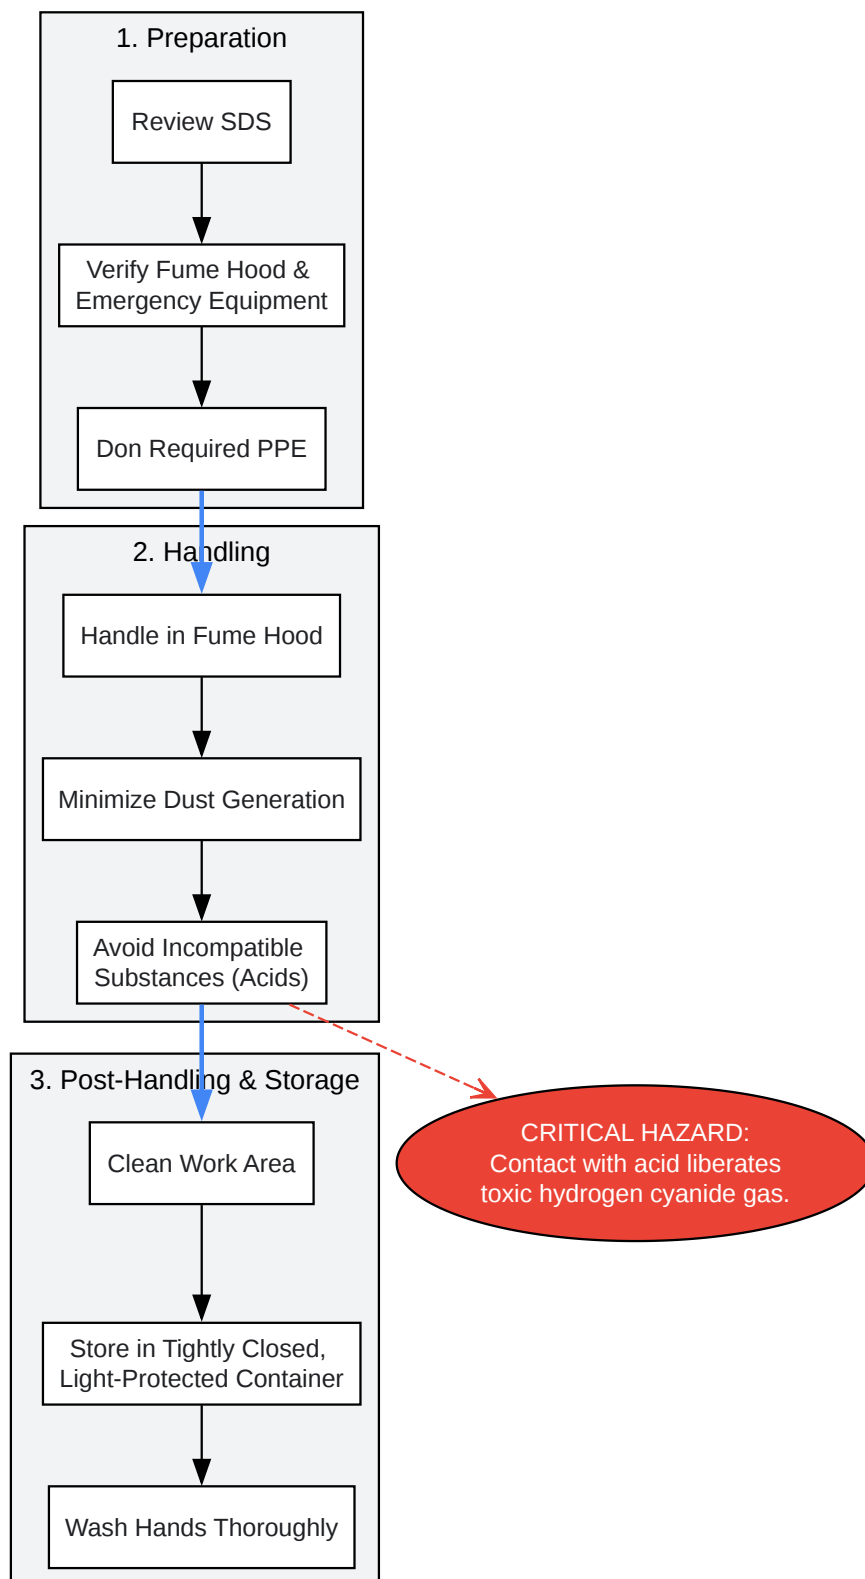 1. Preparation
Review SDS
Verify Fume Hood &
Emergency Equipment
Don Required PPE
2. Handling
Handle in Fume Hood
Minimize Dust Generation
Avoid Incompatible
Substances (Acids)
3. Post-Handling & Storage
Clean Work Area
CRITICAL HAZARD:
Contact with acid liberates
toxic hydrogen cyanide gas.
Store in Tightly Closed,
Light-Protected Container
Wash Hands Thoroughly